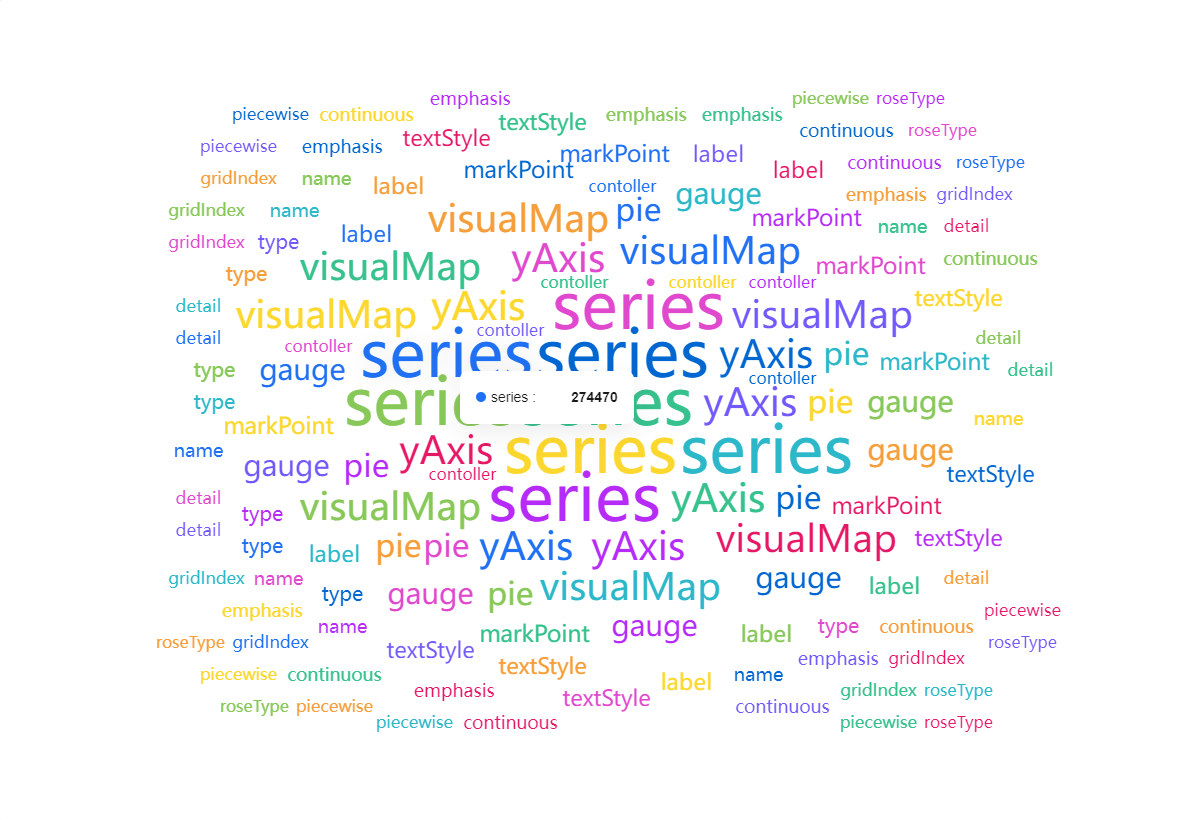 emphasis piecewise roseType
piecewise continuous textStyle emphasis emphasis
textStyle continuous roseType
piecewise emphasis markPoint label
markPoint label continuous roseType
gridIndex name label contoller gauge emphasis gridIndex
gridIndex name visualMap pie markPoint name detail
gridIndex type label yAxis visualMap
type visualMap markPoint continuous
contoller contoller contoller
detail visualMap yAxis series visualMap textStyle
detail contoller detail
contoller series series yAxis pie markPoint
type gauge contoller detail
series : 274470
type yAxis pie gauge
markPoint name
name yAxis series series gauge
gauge pie contoller textStyle
detail type visualMap series yAxis pie markPoint
detail
type label pie pie yAxis yAxis visualMap textStyle
gridIndex name gauge label detail
type gauge pie visualMap
emphasis piecewise
name markPoint gauge label type continuous
roseType gridIndex textStyle roseType
textStyle emphasis gridIndex
piecewise continuous label name
emphasis textStyle gridIndex roseType
roseType piecewise continuous
piecewise continuous piecewise roseType